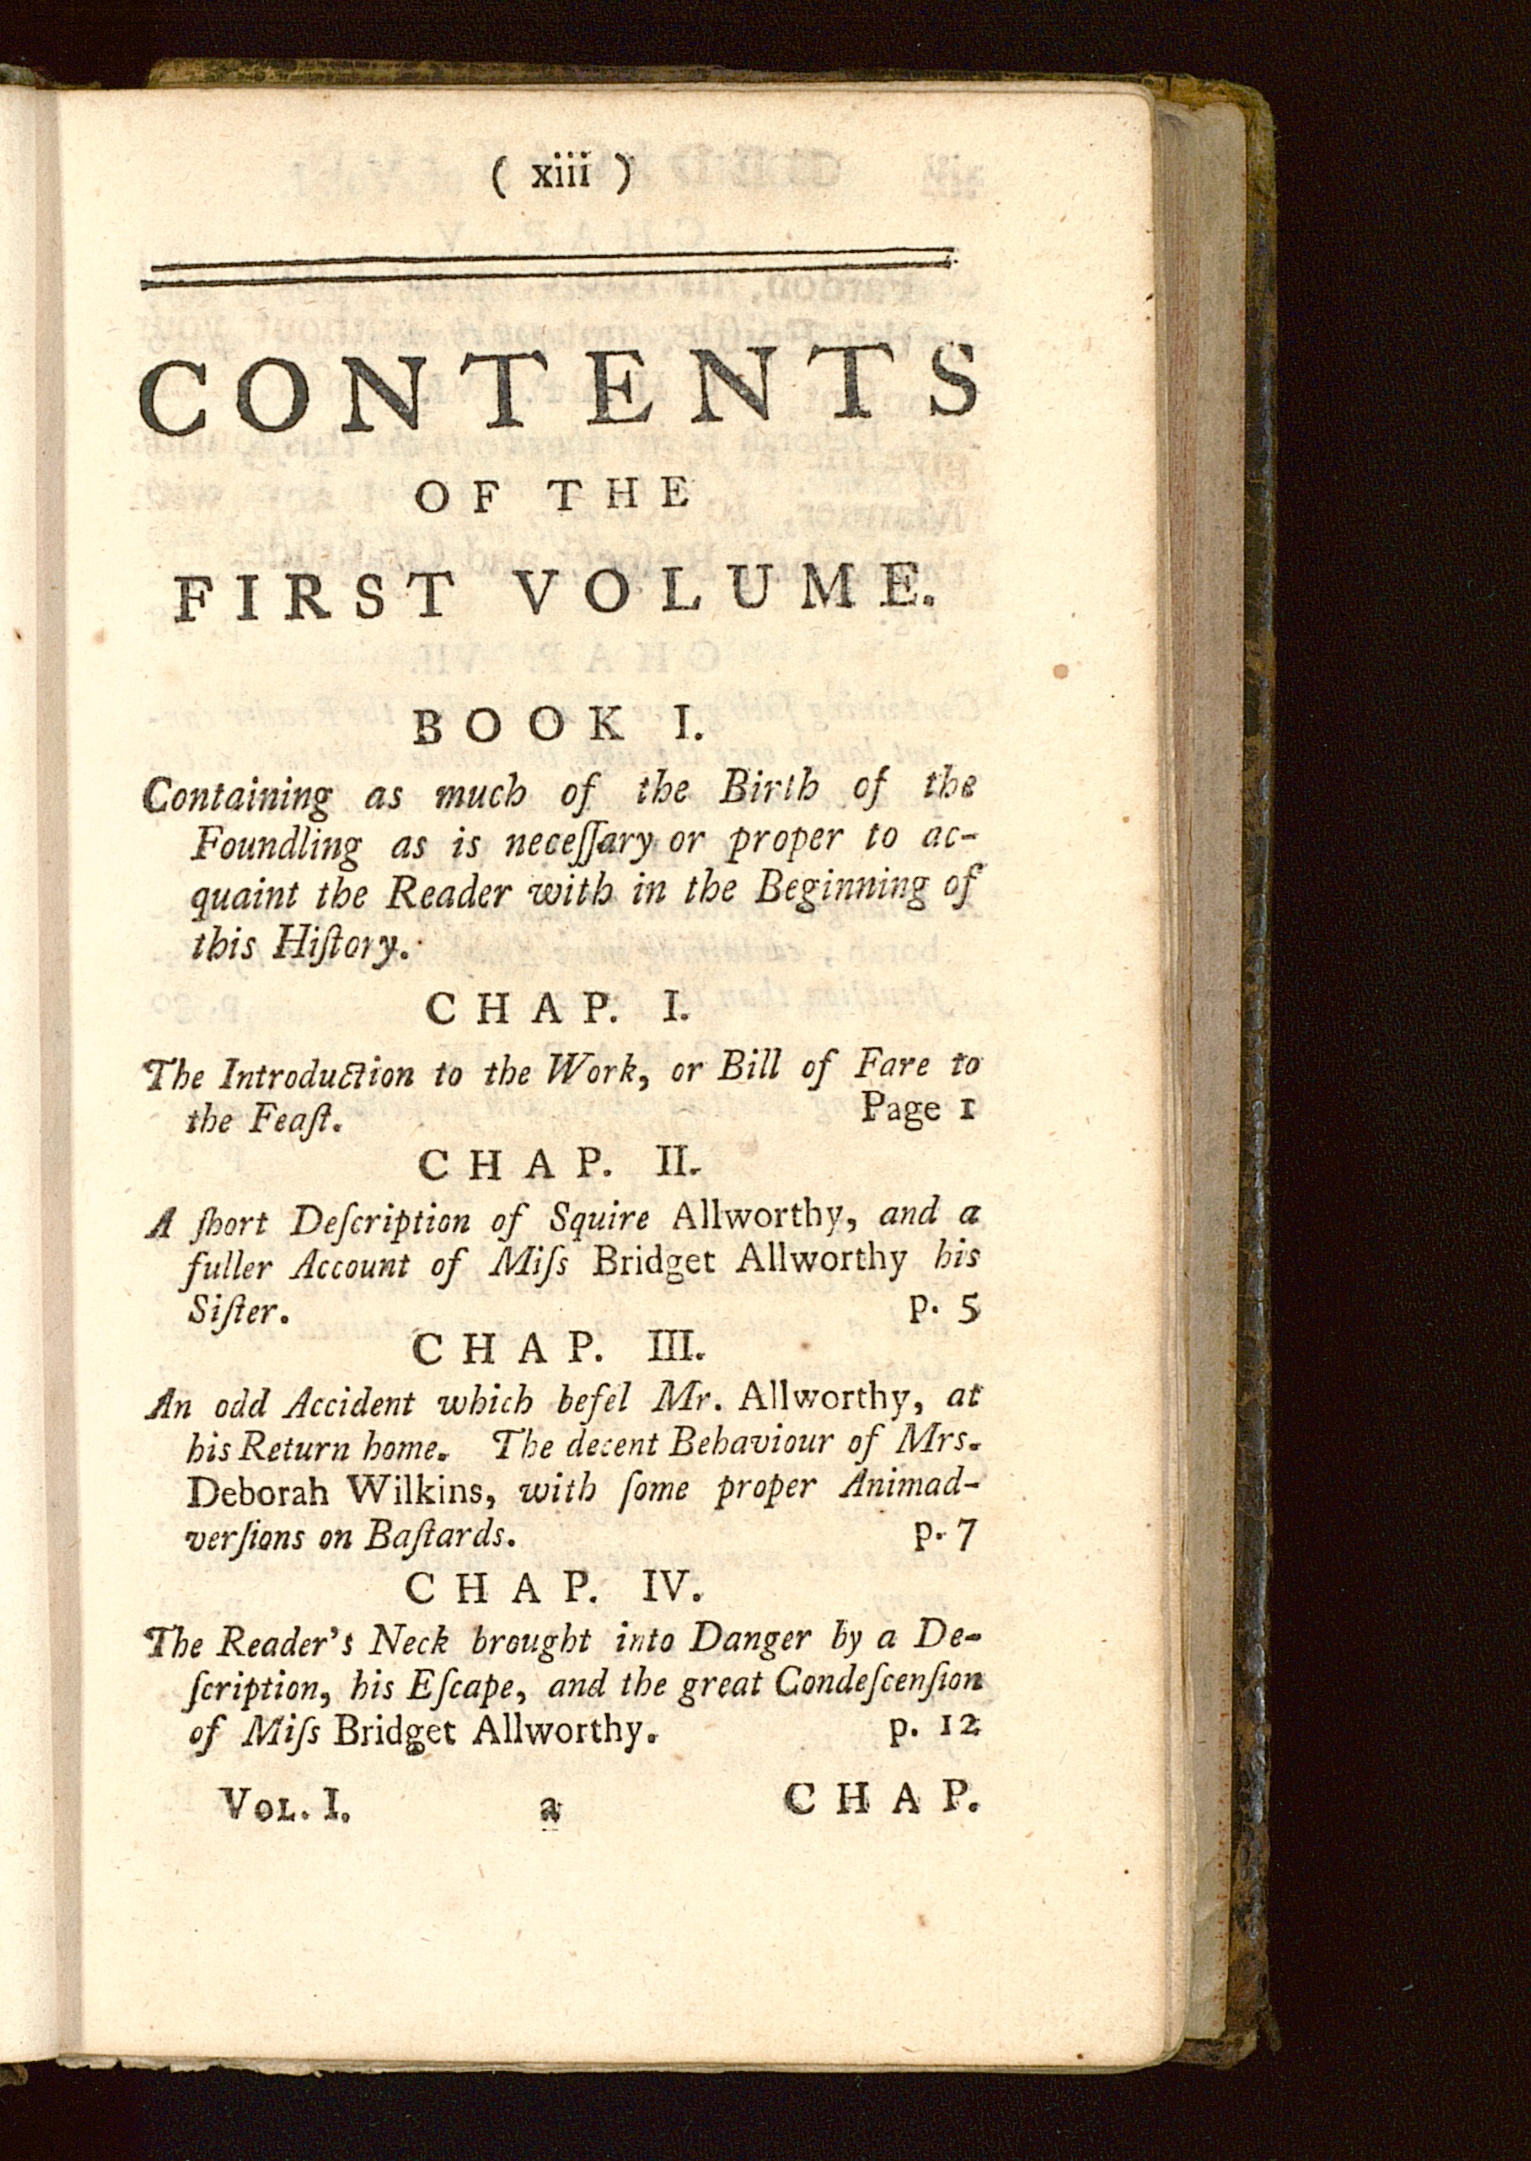 ( xiii )
CONTENTS
OF THE
FIRST VOLUME.
BOOK I.
Containing as much of the Birth of the
Foundling as is neceſſary or proper to ac-
quaint the Reader with in the Beginning of
this Hiſtory.
CHAP. I.
The Introduction to the Work, or Bill of Fare to
the Feaſt. Page 1
CHAP. II.
A ſhort Deſcription of Squire Allworthy, and a
fuller Account of Miſs Bridget Allworthy his
Siſter. p. 5
CHAP. III.
An odd Accident which befel Mr. Allworthy, at
his Return home. The decent Behaviour of Mrs.
Deborah Wilkins, with ſome proper Animad-
verſions on Baſtards. p. 7
CHAP. IV.
The Reader's Neck brought into Danger by a De-
ſcription, his Eſcape, and the great Condeſcenſion
of Miſs Bridget Allworthy. p. 12
VOL. I. a CHAP.